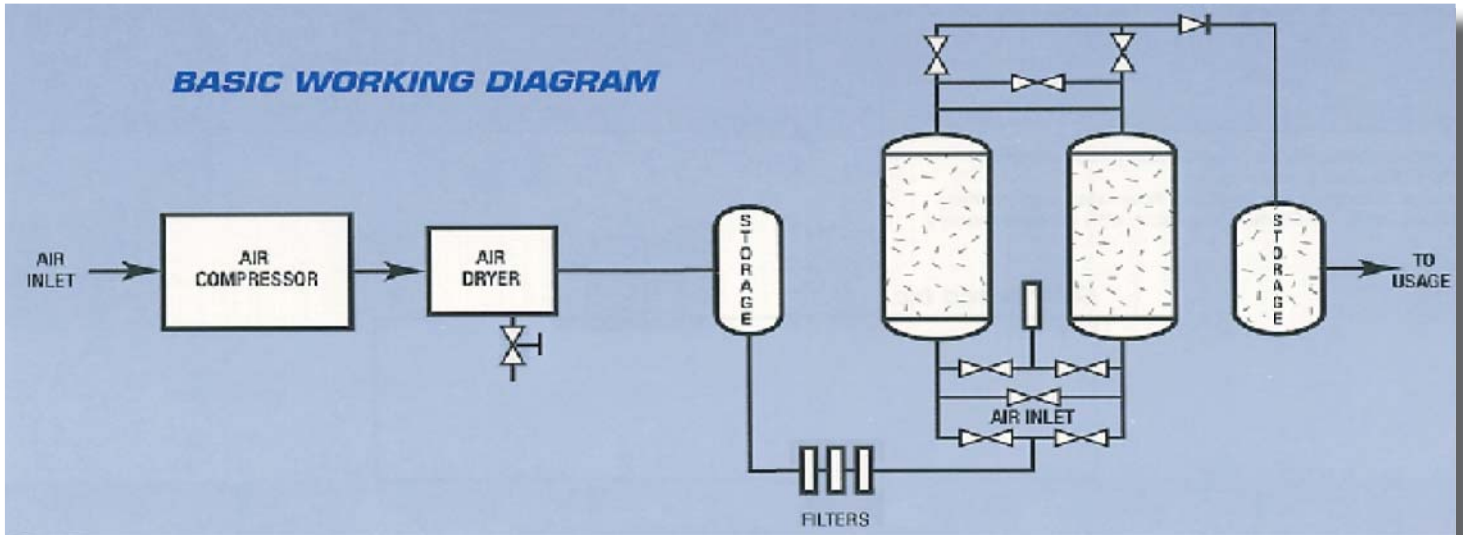 BASIC WORKING DIAGRAM
AIR
INLET
AIR
COMPRESSOR
AIR
DRYER
STORAGE
FILTERS
AIR INLET
STORAGE
TO
USAGE